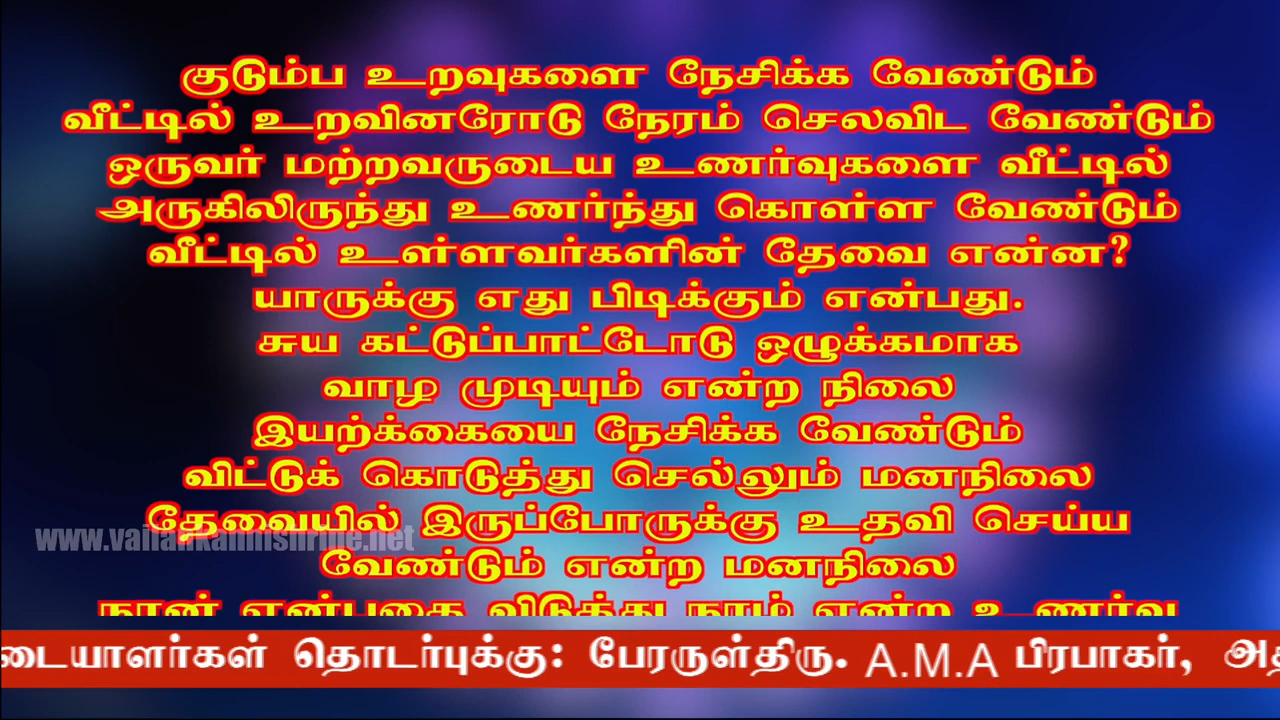 குடும்ப உறவுகளை நேசிக்க வேண்டும்
வீட்டில் உறவினரோடு நேரம் செலவிட வேண்டும்
ஒருவர் மற்றவருடைய உணர்வுகளை வீட்டில்
அருகிலிருந்து உணர்ந்து கொள்ள வேண்டும்
வீட்டில் உள்ளவர்களின் தேவை என்ன?
யாருக்கு எது பிடிக்கும் என்பது.
சுய கட்டுப்பாட்டோடு ஒழுக்கமாக
வாழ முடியும் என்ற நிலை
இயற்க்கையை நேசிக்க வேண்டும்
விட்டுக் கொடுத்து செல்லும் மனநிலை
தேவையில் இருப்போருக்கு உதவி செய்ய
www.vailankannishrine.net
வேண்டும் என்ற மனநிலை
நான் என்பதை விடுத்து நாம் என்ற உணர்வு
டையாளர்கள் தொடர்புக்கு: பேரருள்திரு. A.M.A பிரபாகர், அத